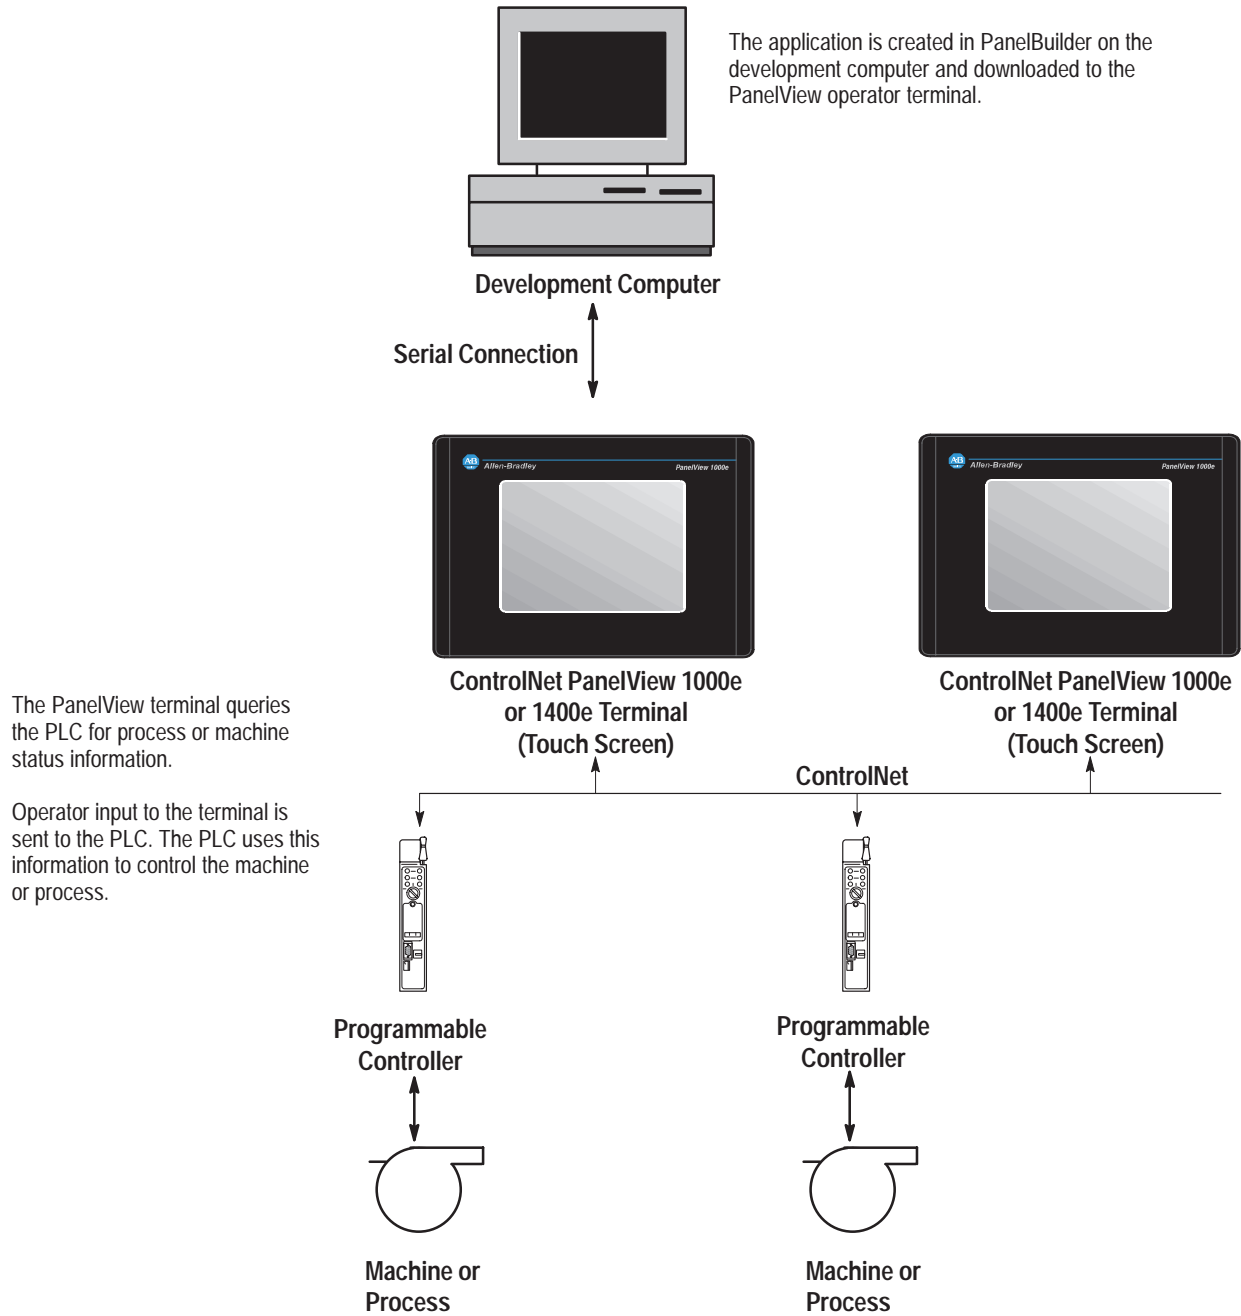 The application is created in PanelBuilder on the
development computer and downloaded to the
PanelView operator terminal.
Development Computer
Serial Connection
A-B
Allen-Bradley
PanelView 1000e
A-B
Allen-Bradley
PanelView 1000e
ControlNet PanelView 1000e
or 1400e Terminal
(Touch Screen)
ControlNet PanelView 1000e
or 1400e Terminal
(Touch Screen)
The PanelView terminal queries
the PLC for process or machine
status information.
Operator input to the terminal is
sent to the PLC. The PLC uses this
information to control the machine
or process.
ControlNet
Programmable
Controller
Programmable
Controller
Machine or
Process
Machine or
Process